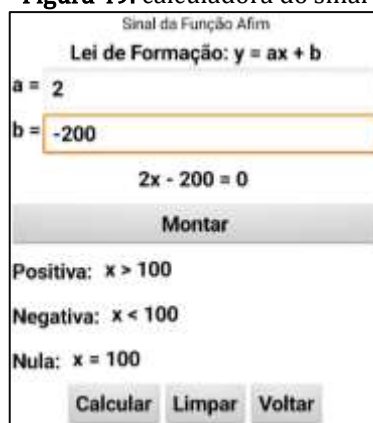 Figura 19: calculadora do sinal
Sinal da Função Afim
Lei de Formação: y = ax + b
a = 2
b = -200
2x - 200 = 0
Montar
Positiva: x > 100
Negativa: x < 100
Nula: x = 100
Calcular Limpar Voltar